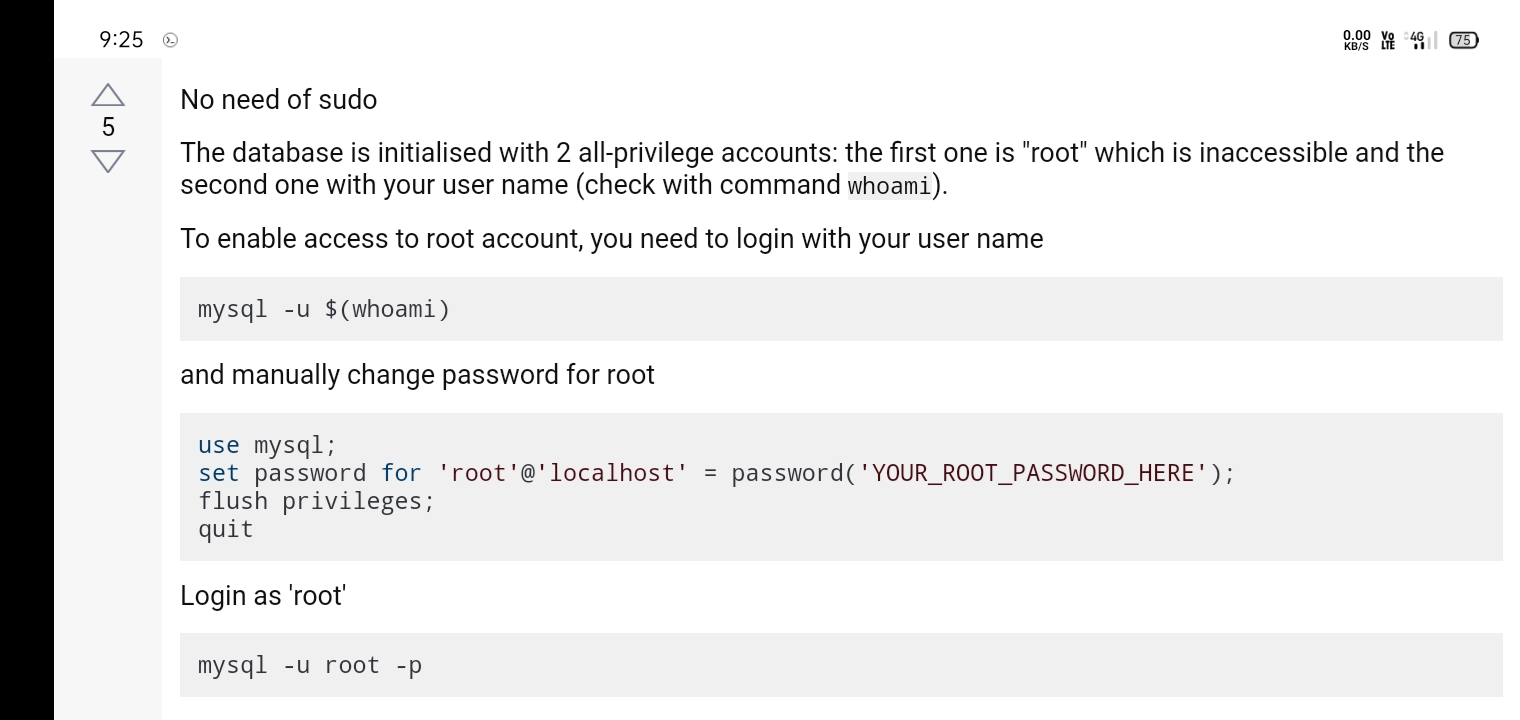 9:25
0.00 KB/S Vo LTE 4G 75
5
No need of sudo
The database is initialised with 2 all-privilege accounts: the first one is "root" which is inaccessible and the
second one with your user name (check with command whoami).
To enable access to root account, you need to login with your user name
mysql -u $(whoami)
and manually change password for root
use mysql;
set password for 'root'@'localhost' = password('YOUR_ROOT_PASSWORD_HERE');
flush privileges;
quit
Login as 'root'
mysql -u root -p